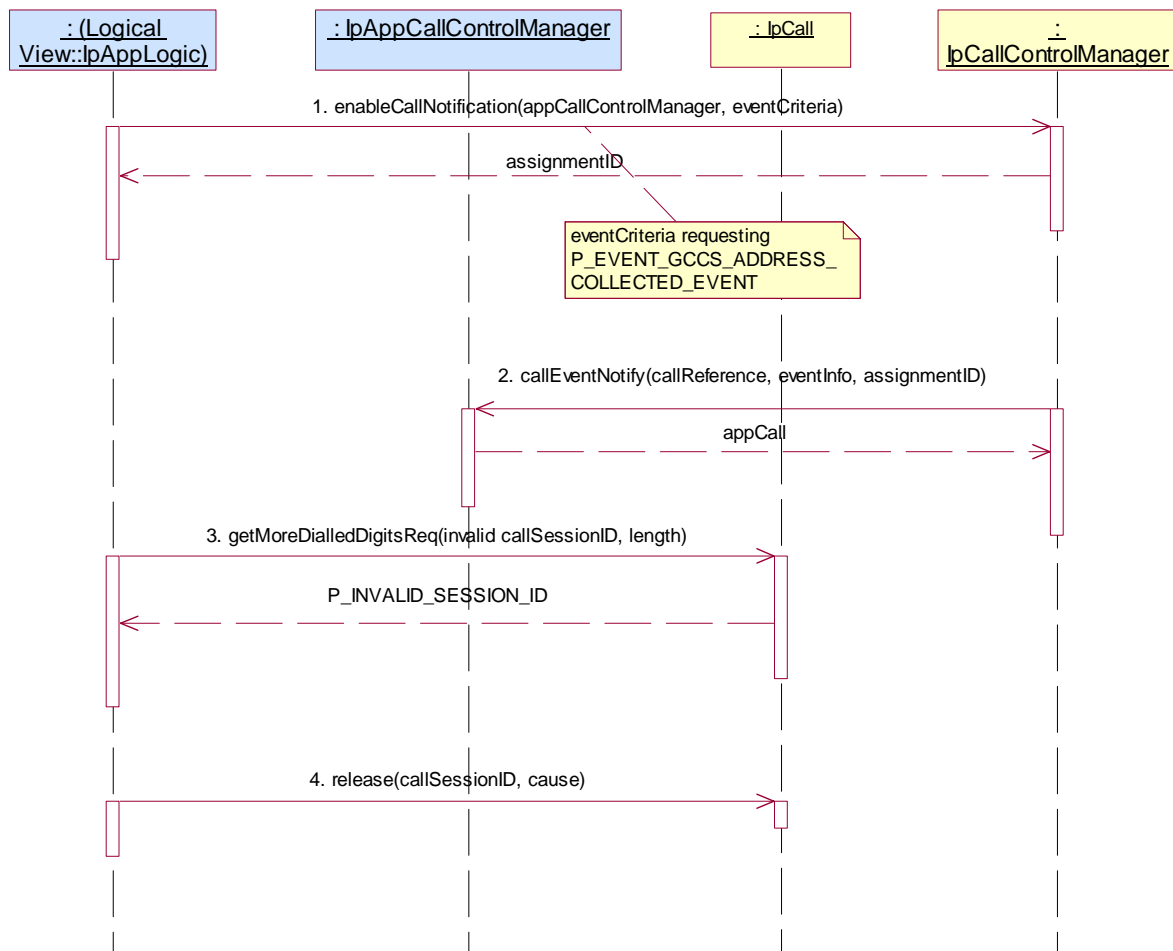 : (Logical
View::IpAppLogic)
: IpAppCallControlManager
: IpCall
:
IpCallControlManager
1. enableCallNotification(appCallControlManager, eventCriteria)
assignmentID
eventCriteria requesting
P_EVENT_GCCS_ADDRESS_
COLLECTED_EVENT
2. callEventNotify(callReference, eventInfo, assignmentID)
appCall
3. getMoreDialledDigitsReq(invalid callSessionID, length)
P_INVALID_SESSION_ID
4. release(callSessionID, cause)